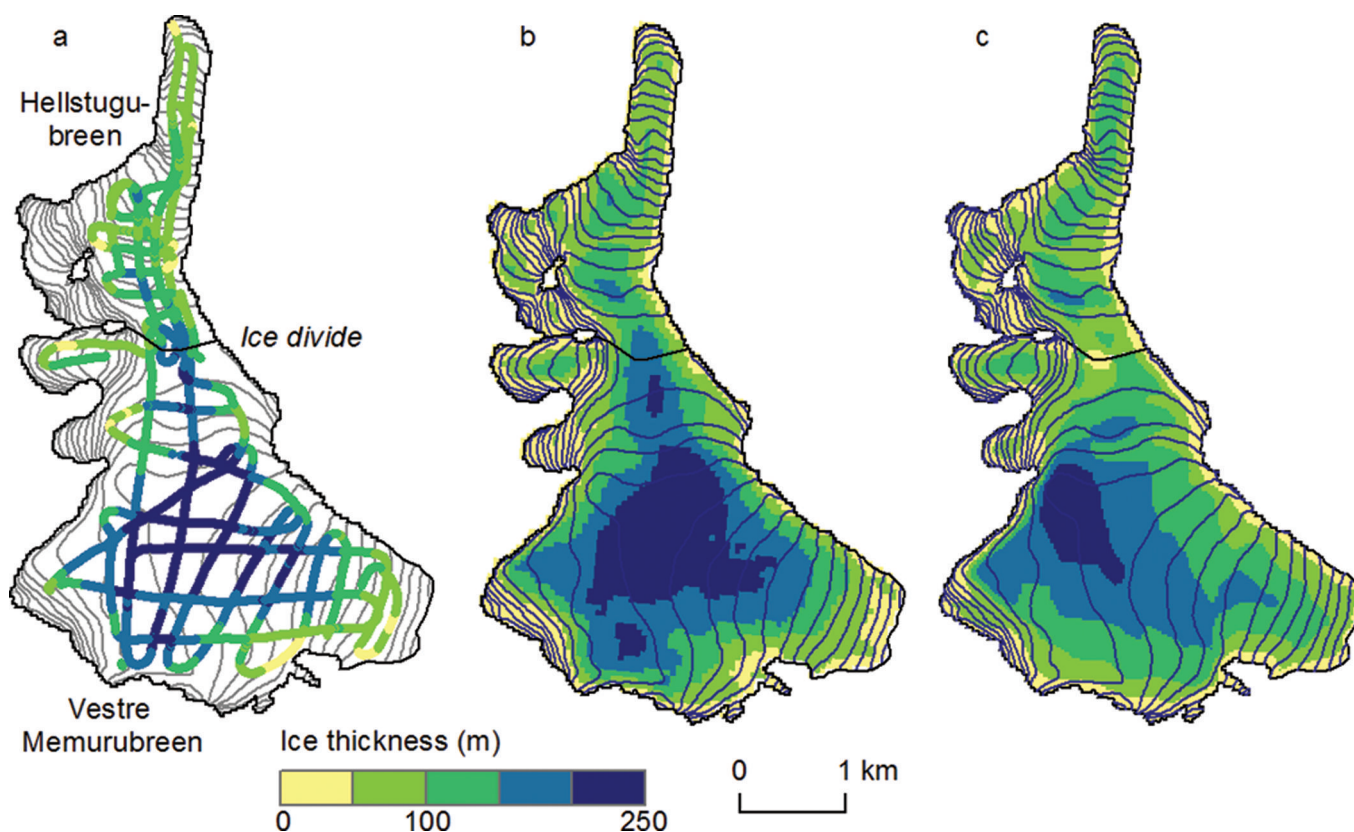 a
b
c
Hellstugu-
breen
Ice divide
Vestre
Memurubreen
Ice thickness (m)
0 100 250
0 1 km